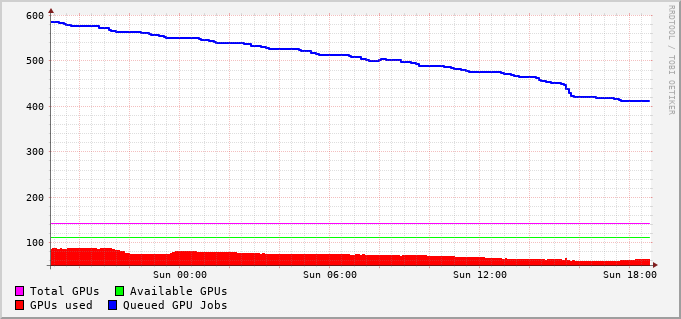 600
500
400
300
200
100
Sun 00:00 Sun 06:00 Sun 12:00 Sun 18:00
Total GPUs Available GPUs
GPUs used Queued GPU Jobs
RRDTOOL / TOBI OETIKER